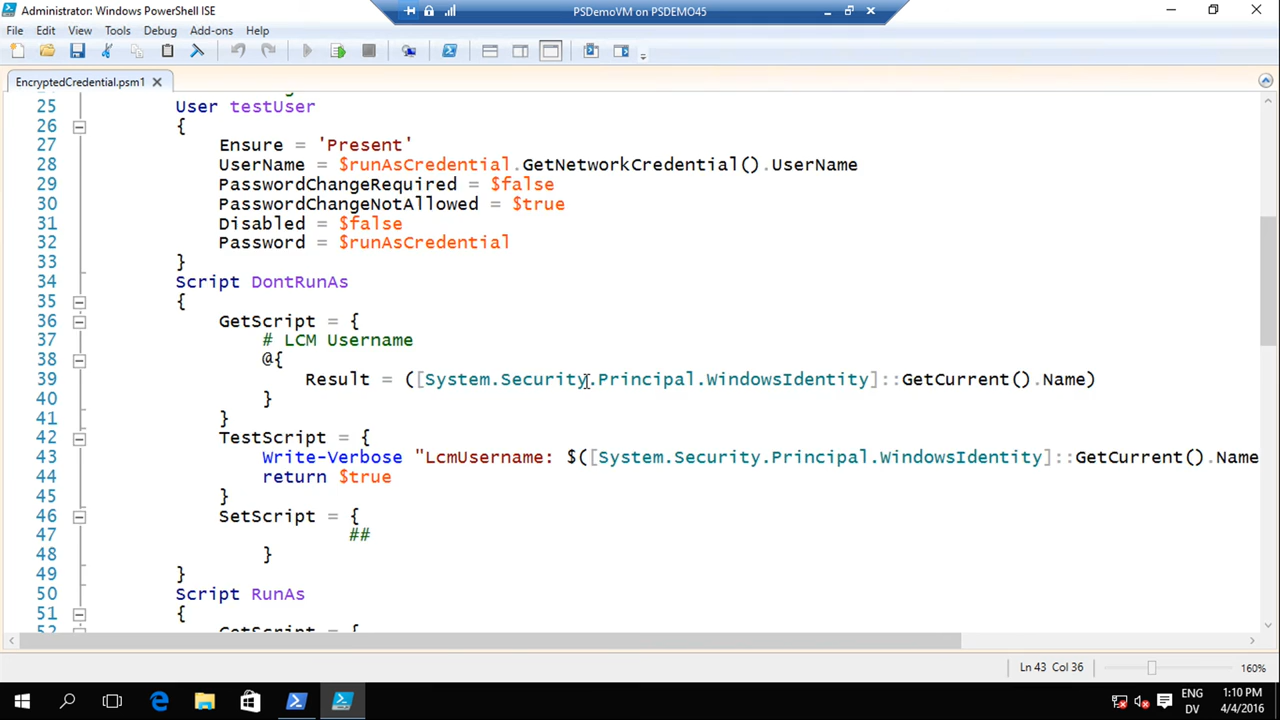 Administrator: Windows PowerShell ISE
PSDemoVM on PSDEMO45
File Edit View Tools Debug Add-ons Help
EncryptedCredential.psm1
25 User testUser
26 {
27 Ensure = 'Present'
28 UserName = $runAsCredential.GetNetworkCredential().UserName
29 PasswordChangeRequired = $false
30 PasswordChangeNotAllowed = $true
31 Disabled = $false
32 Password = $runAsCredential
33 }
34 Script DontRunAs
35 {
36 GetScript = {
37 # LCM Username
38 @{
39 Result = ([System.Security.Principal.WindowsIdentity]::GetCurrent().Name)
40 }
41 }
42 TestScript = {
43 Write-Verbose "LcmUsername: $([System.Security.Principal.WindowsIdentity]::GetCurrent().Name
44 return $true
45 }
46 SetScript = {
47 ##
48 }
49 }
50 Script RunAs
51 {
52 GetScript = {
Ln 43 Col 36
160%
ENG
DV
1:10 PM
4/4/2016